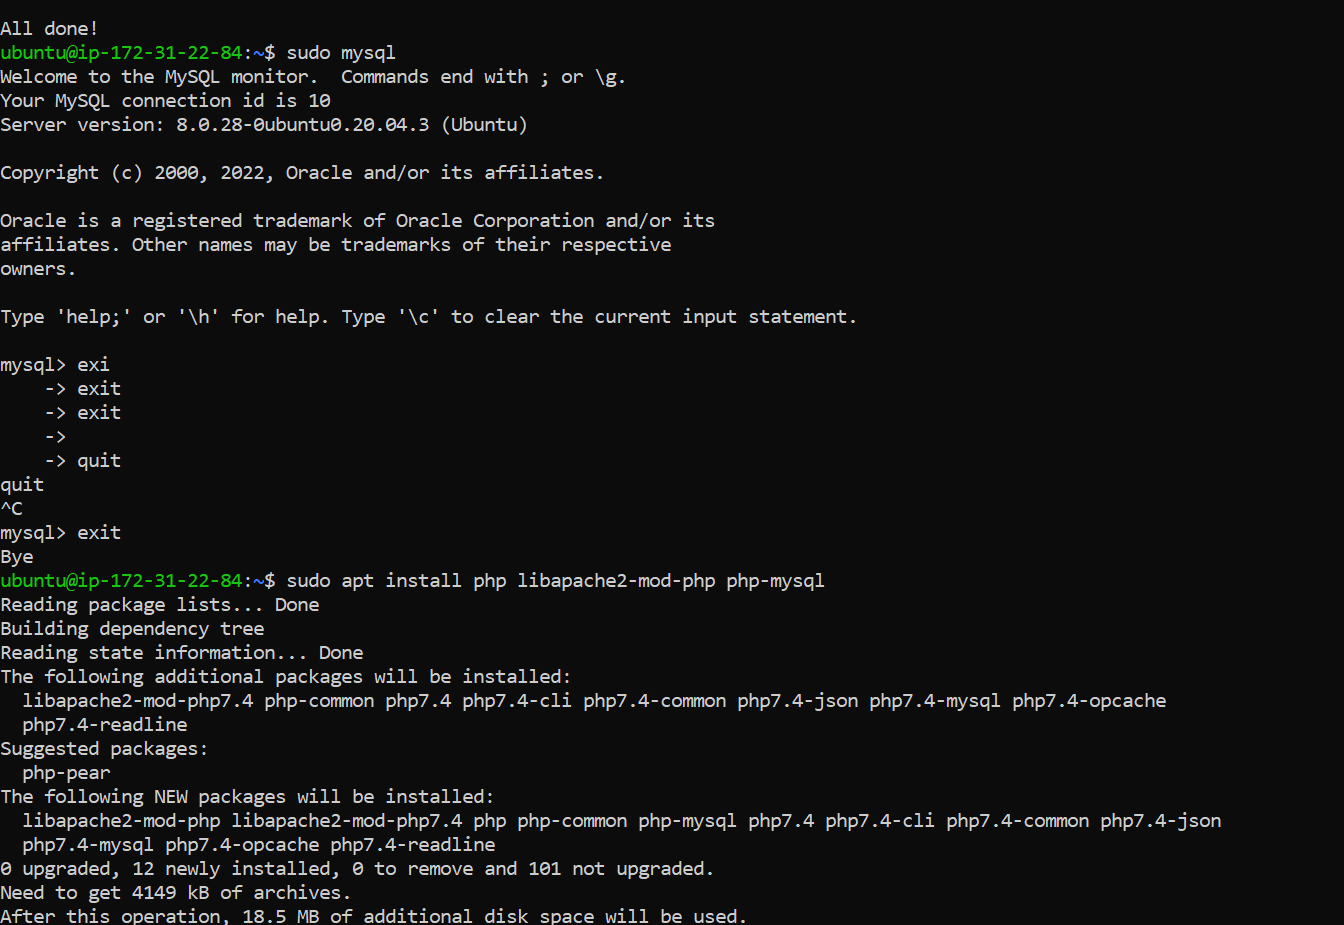 All done!
ubuntu@ip-172-31-22-84:~$ sudo mysql
Welcome to the MySQL monitor.  Commands end with ; or \g.
Your MySQL connection id is 10
Server version: 8.0.28-0ubuntu0.20.04.3 (Ubuntu)

Copyright (c) 2000, 2022, Oracle and/or its affiliates.

Oracle is a registered trademark of Oracle Corporation and/or its
affiliates. Other names may be trademarks of their respective
owners.

Type 'help;' or '\h' for help. Type '\c' to clear the current input statement.

mysql> exi
    -> exit
    -> exit
    ->
    -> quit
quit
^C
mysql> exit
Bye
ubuntu@ip-172-31-22-84:~$ sudo apt install php libapache2-mod-php php-mysql
Reading package lists... Done
Building dependency tree
Reading state information... Done
The following additional packages will be installed:
  libapache2-mod-php7.4 php-common php7.4 php7.4-cli php7.4-common php7.4-json php7.4-mysql php7.4-opcache
  php7.4-readline
Suggested packages:
  php-pear
The following NEW packages will be installed:
  libapache2-mod-php libapache2-mod-php7.4 php php-common php-mysql php7.4 php7.4-cli php7.4-common php7.4-json
  php7.4-mysql php7.4-opcache php7.4-readline
0 upgraded, 12 newly installed, 0 to remove and 101 not upgraded.
Need to get 4149 kB of archives.
After this operation, 18.5 MB of additional disk space will be used.